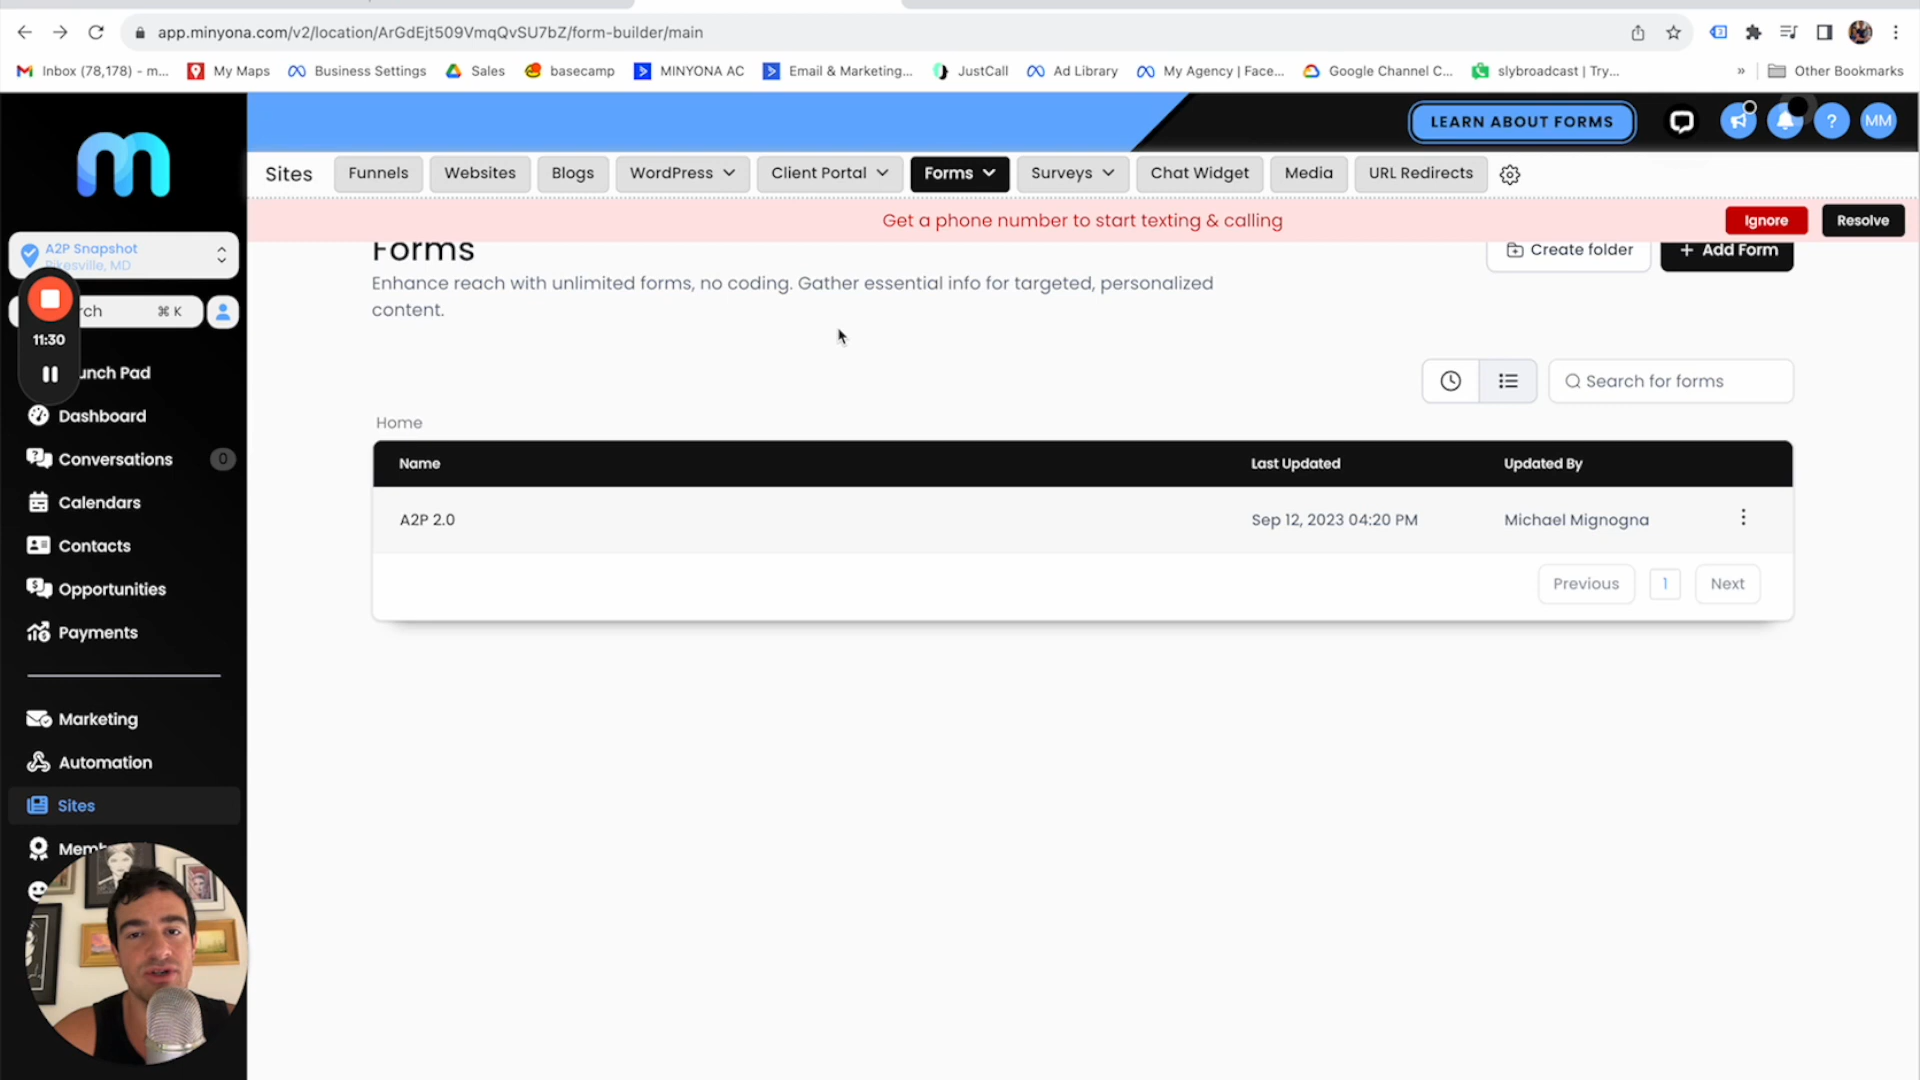 app.minyona.com/v2/location/ArGdEjt509VmqQvSU7bZ/form-builder/main
Inbox (78,178) - m...
My Maps
Business Settings
Sales
basecamp
MINYONA AC
Email & Marketing...
JustCall
Ad Library
My Agency | Face...
Google Channel C...
slybroadcast | Try...
»
Other Bookmarks
LEARN ABOUT FORMS
?
MM
Sites
Funnels
Websites
Blogs
WordPress
Client Portal
Forms
Surveys
Chat Widget
Media
URL Redirects
Get a phone number to start texting & calling
Ignore
Resolve
A2P Snapshot
Pikesville, MD
rch
⌘ K
11:30
unch Pad
Dashboard
Conversations
0
Calendars
Contacts
Opportunities
Payments
Marketing
Automation
Sites
Memb
Forms
Enhance reach with unlimited forms, no coding. Gather essential info for targeted, personalized
content.
Create folder
+ Add Form
Search for forms
Home
Name
Last Updated
Updated By
A2P 2.0
Sep 12, 2023 04:20 PM
Michael Mignogna
Previous
1
Next